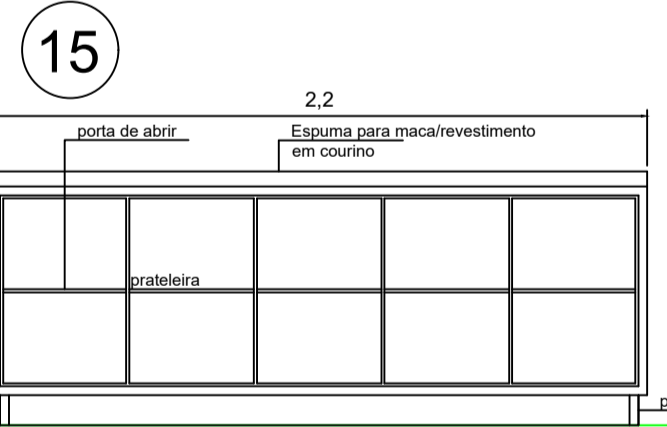 15
2,2
porta de abrir
Espuma para maca/revestimento
em courino
prateleira